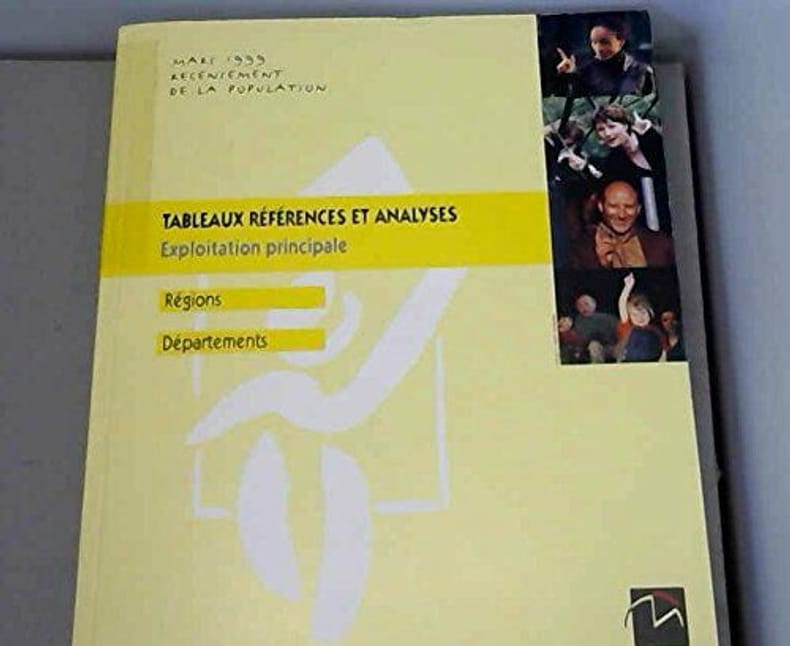 MARS 1999
RECENSEMENT
DE LA POPULATION
TABLEAUX RÉFÉRENCES ET ANALYSES
Exploitation principale
Régions
Départements